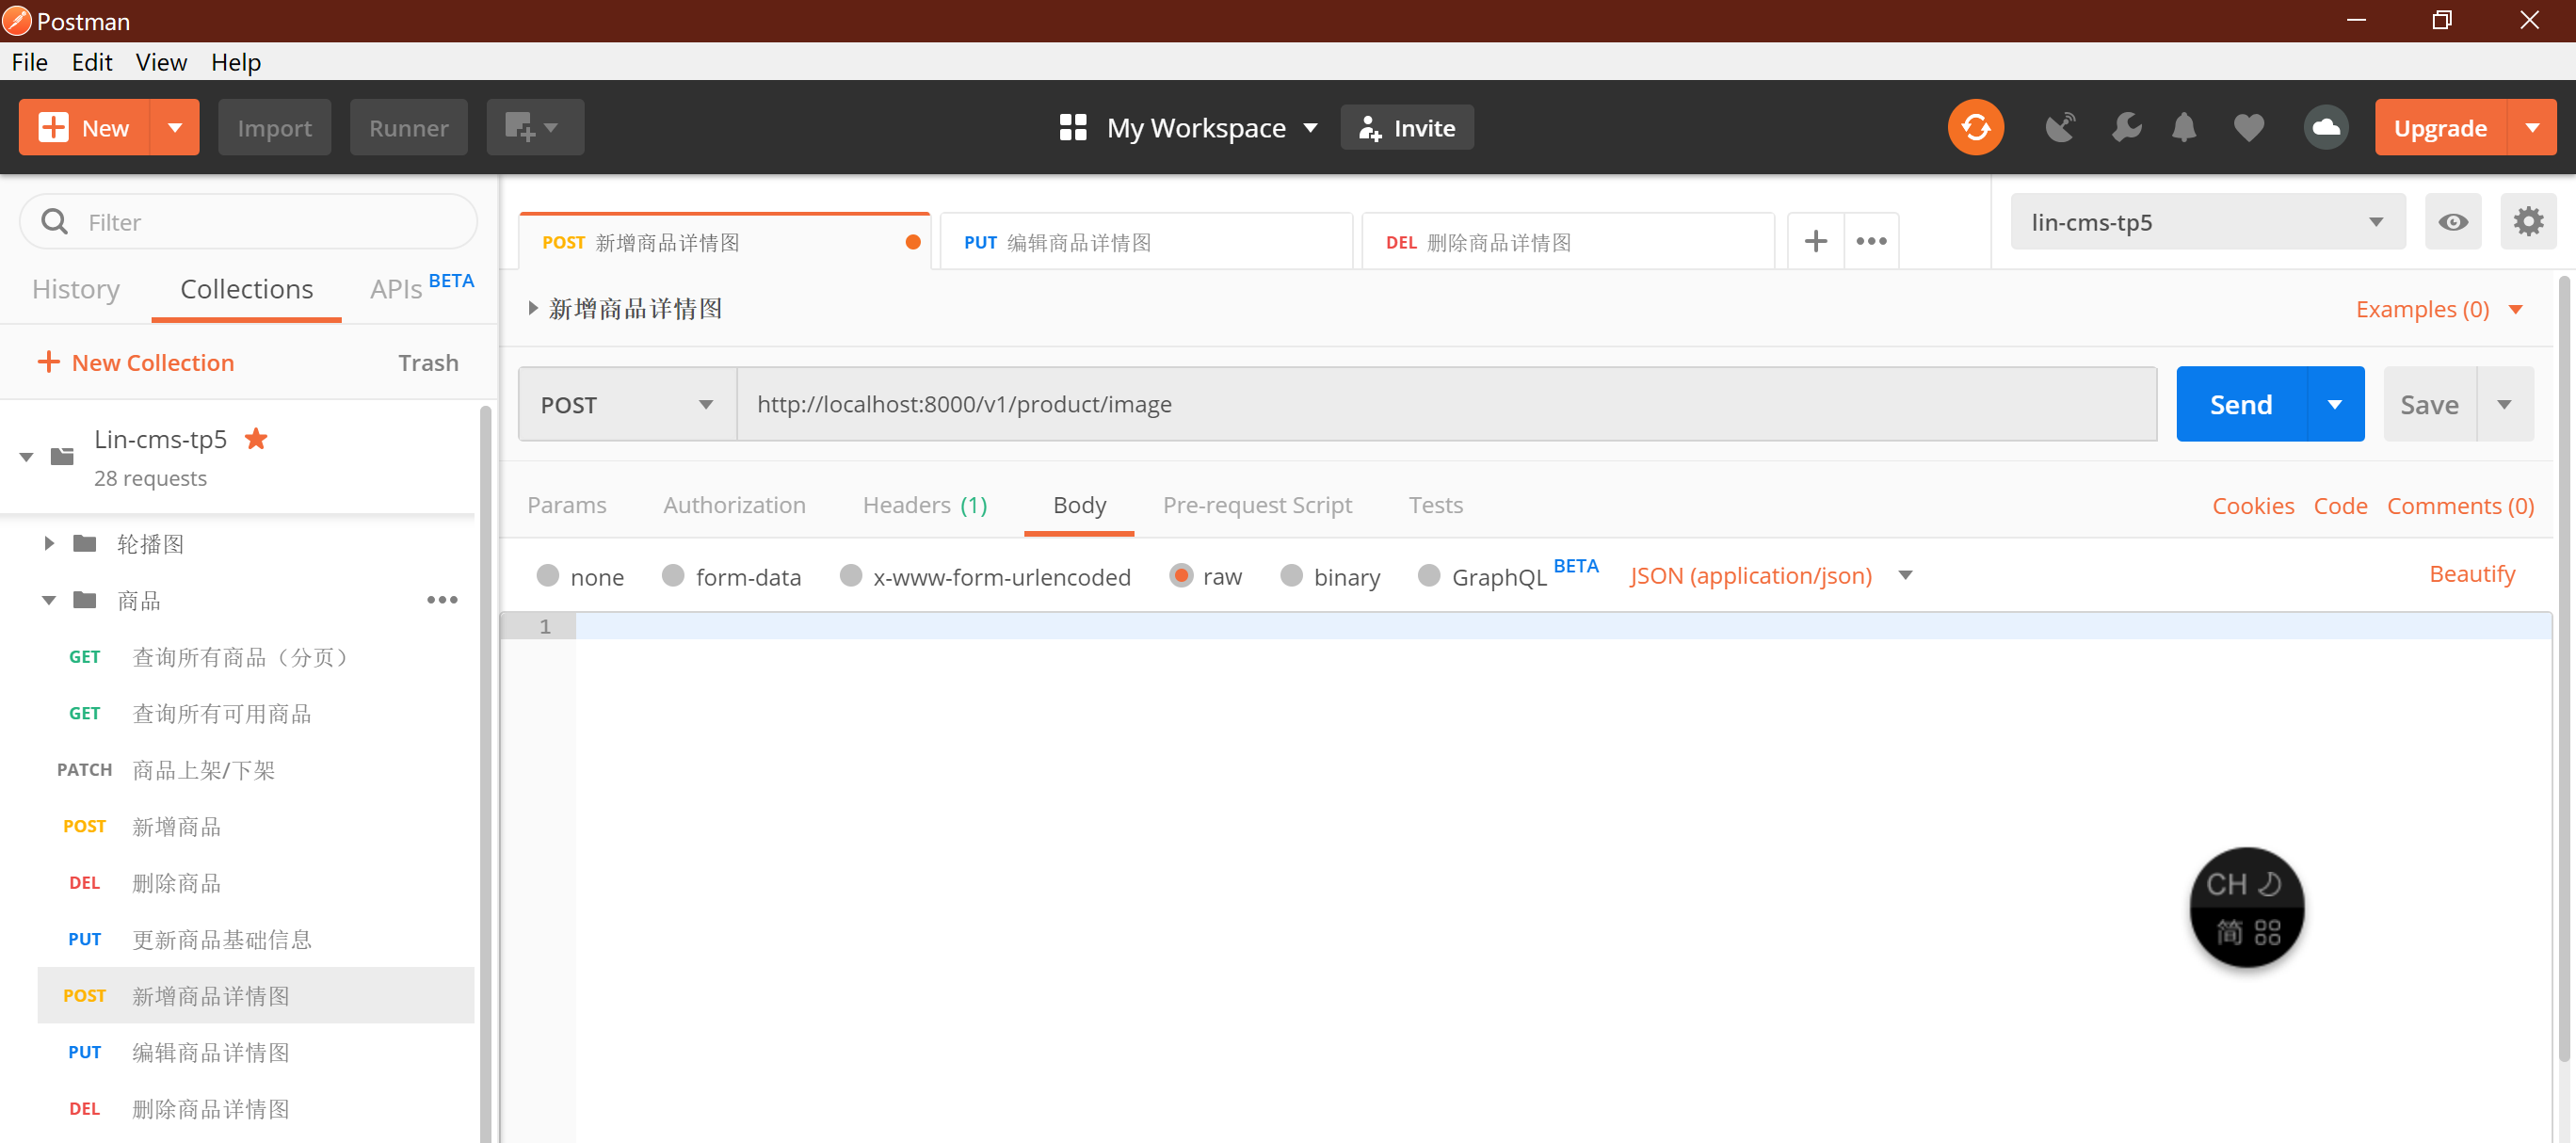 Postman
File Edit View Help
New Import Runner My Workspace Invite Upgrade
Filter
History Collections APIs BETA
New Collection Trash
Lin-cms-tp5
28 requests
轮播图
商品
GET 查询所有商品（分页）
GET 查询所有可用商品
PATCH 商品上架/下架
POST 新增商品
DEL 删除商品
PUT 更新商品基础信息
POST 新增商品详情图
PUT 编辑商品详情图
DEL 删除商品详情图
POST 新增商品详情图 PUT 编辑商品详情图 DEL 删除商品详情图 lin-cms-tp5
新增商品详情图 Examples (0)
POST http://localhost:8000/v1/product/image Send Save
Params Authorization Headers (1) Body Pre-request Script Tests Cookies Code Comments (0)
none form-data x-www-form-urlencoded raw binary GraphQL BETA JSON (application/json) Beautify
1
CH
简